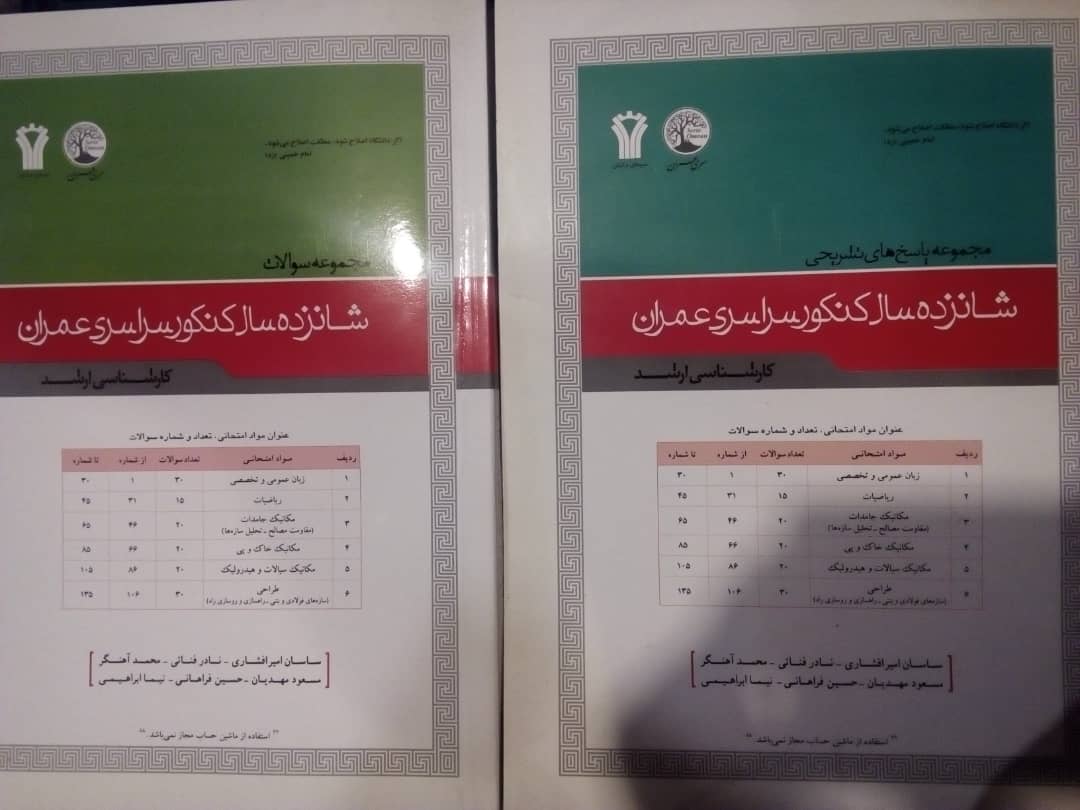 اگر دانشگاه اصلاح شود، مملکت اصلاح می‌شود.
امام خمینی (ره)
Serie Omran
سری عمران
مجموعه پاسخ‌های تشریحی
شانزده سال کنکور سراسری عمران
کارشناسی ارشد
عنوان مواد امتحانی، تعداد و شماره سوالات
ردیف مواد امتحانی تعداد سوالات از شماره تا شماره
۱ زبان عمومی و تخصصی ۳۰ ۱ ۳۰
۲ ریاضیات ۱۵ ۳۱ ۴۵
۳ مکانیک جامدات ۲۰ ۴۶ ۶۵
(مقاومت مصالح - تحلیل سازه‌ها)
۴ مکانیک خاک و پی ۲۰ ۶۶ ۸۵
۵ مکانیک سیالات و هیدرولیک ۲۰ ۸۶ ۱۰۵
۶ طراحی ۳۰ ۱۰۶ ۱۳۵
(سازه‌های فولادی و بتنی - راهسازی و روسازی راه)
ساسان امیرافشاری - نادر فنائی - محمد آهنگر
مسعود مهدیان - حسین فراهانی - نیما ابراهیمی
" استفاده از ماشین حساب مجاز نمی‌باشد. "
اگر دانشگاه اصلاح شود، مملکت اصلاح می‌شود.
امام خمینی (ره)
سری عمران
مجموعه سوالات
شانزده سال کنکور سراسری عمران
کارشناسی ارشد
عنوان مواد امتحانی، تعداد و شماره سوالات
ردیف مواد امتحانی تعداد سوالات از شماره تا شماره
۱ زبان عمومی و تخصصی ۳۰ ۱ ۳۰
۲ ریاضیات ۱۵ ۳۱ ۴۵
۳ مکانیک جامدات ۲۰ ۴۶ ۶۵
(مقاومت مصالح - تحلیل سازه‌ها)
۴ مکانیک خاک و پی ۲۰ ۶۶ ۸۵
۵ مکانیک سیالات و هیدرولیک ۲۰ ۸۶ ۱۰۵
۶ طراحی ۳۰ ۱۰۶ ۱۳۵
(سازه‌های فولادی و بتنی - راهسازی و روسازی راه)
ساسان امیرافشاری - نادر فنائی - محمد آهنگر
مسعود مهدیان - حسین فراهانی - نیما ابراهیمی
" استفاده از ماشین حساب مجاز نمی‌باشد. "